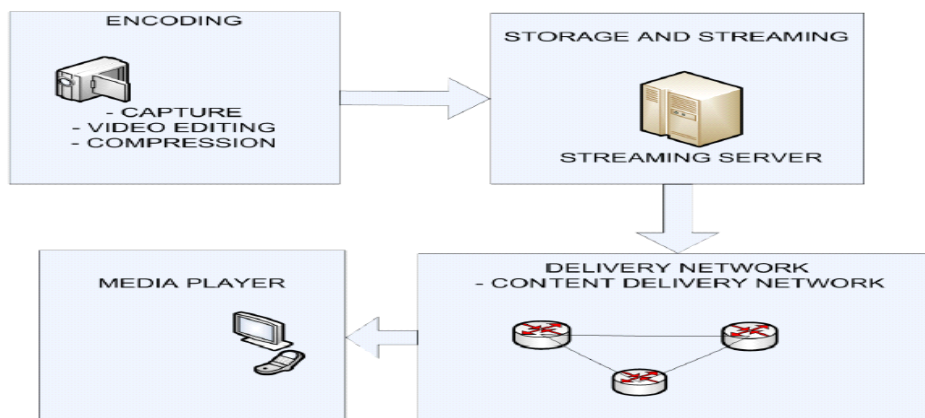 ENCODING
- CAPTURE
- VIDEO EDITING
- COMPRESSION
STORAGE AND STREAMING
STREAMING SERVER
DELIVERY NETWORK
- CONTENT DELIVERY NETWORK
MEDIA PLAYER